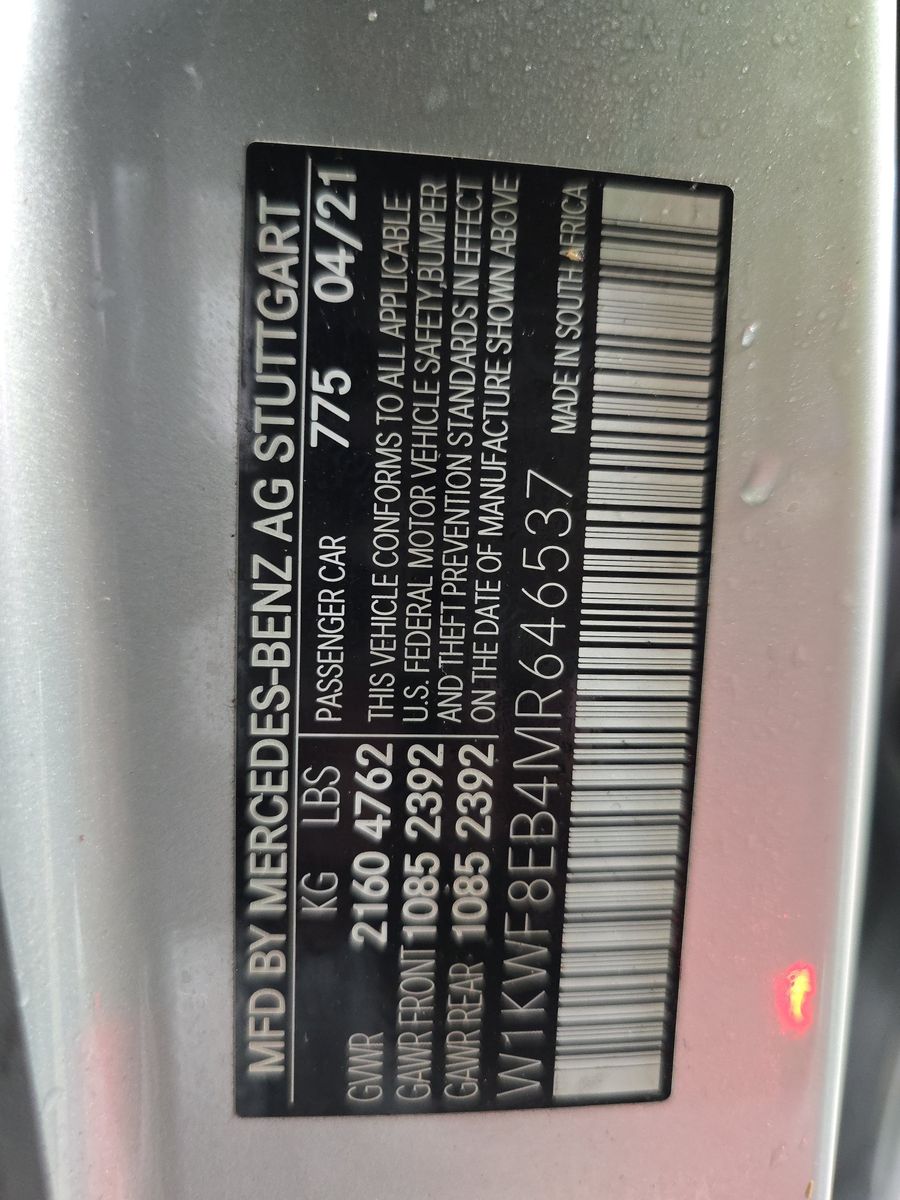 MFD BY MERCEDES-BENZ AG STUTTGART
KG LBS
GVWR 2160 4762
GAWR FRONT 1085 2392
GAWR REAR 1085 2392
PASSENGER CAR 775 04/21
THIS VEHICLE CONFORMS TO ALL APPLICABLE
U.S. FEDERAL MOTOR VEHICLE SAFETY,BUMPER
AND THEFT PREVENTION STANDARDS IN EFFECT
ON THE DATE OF MANUFACTURE SHOWN ABOVE
W1KWF8EB4MR646537
MADE IN SOUTH AFRICA